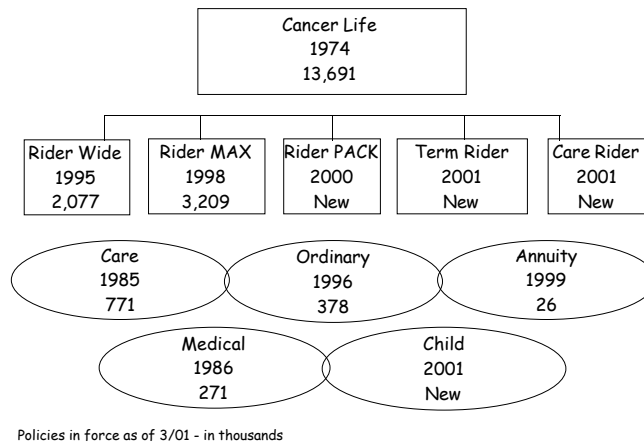 Cancer Life
1974
13,691
Rider Wide
1995
2,077
Rider MAX
1998
3,209
Rider PACK
2000
New
Term Rider
2001
New
Care Rider
2001
New
Care
1985
771
Ordinary
1996
378
Annuity
1999
26
Medical
1986
271
Child
2001
New
Policies in force as of 3/01 - in thousands